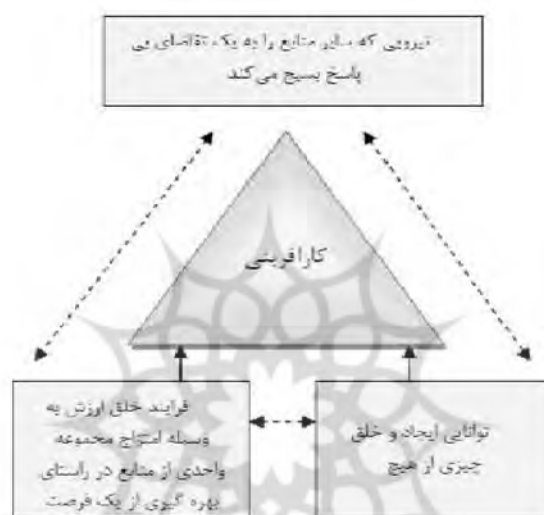 نیرویی که سایر منابع را به یک تقاضای بی
پاسخ بسیج می‌کند
کارآفرینی
فرایند خلق ارزش به
وسیله امتزاج مجموعه
واحدی از منابع در راستای
بهره گیری از یک فرصت
توانایی ایجاد و خلق
چیزی از هیچ